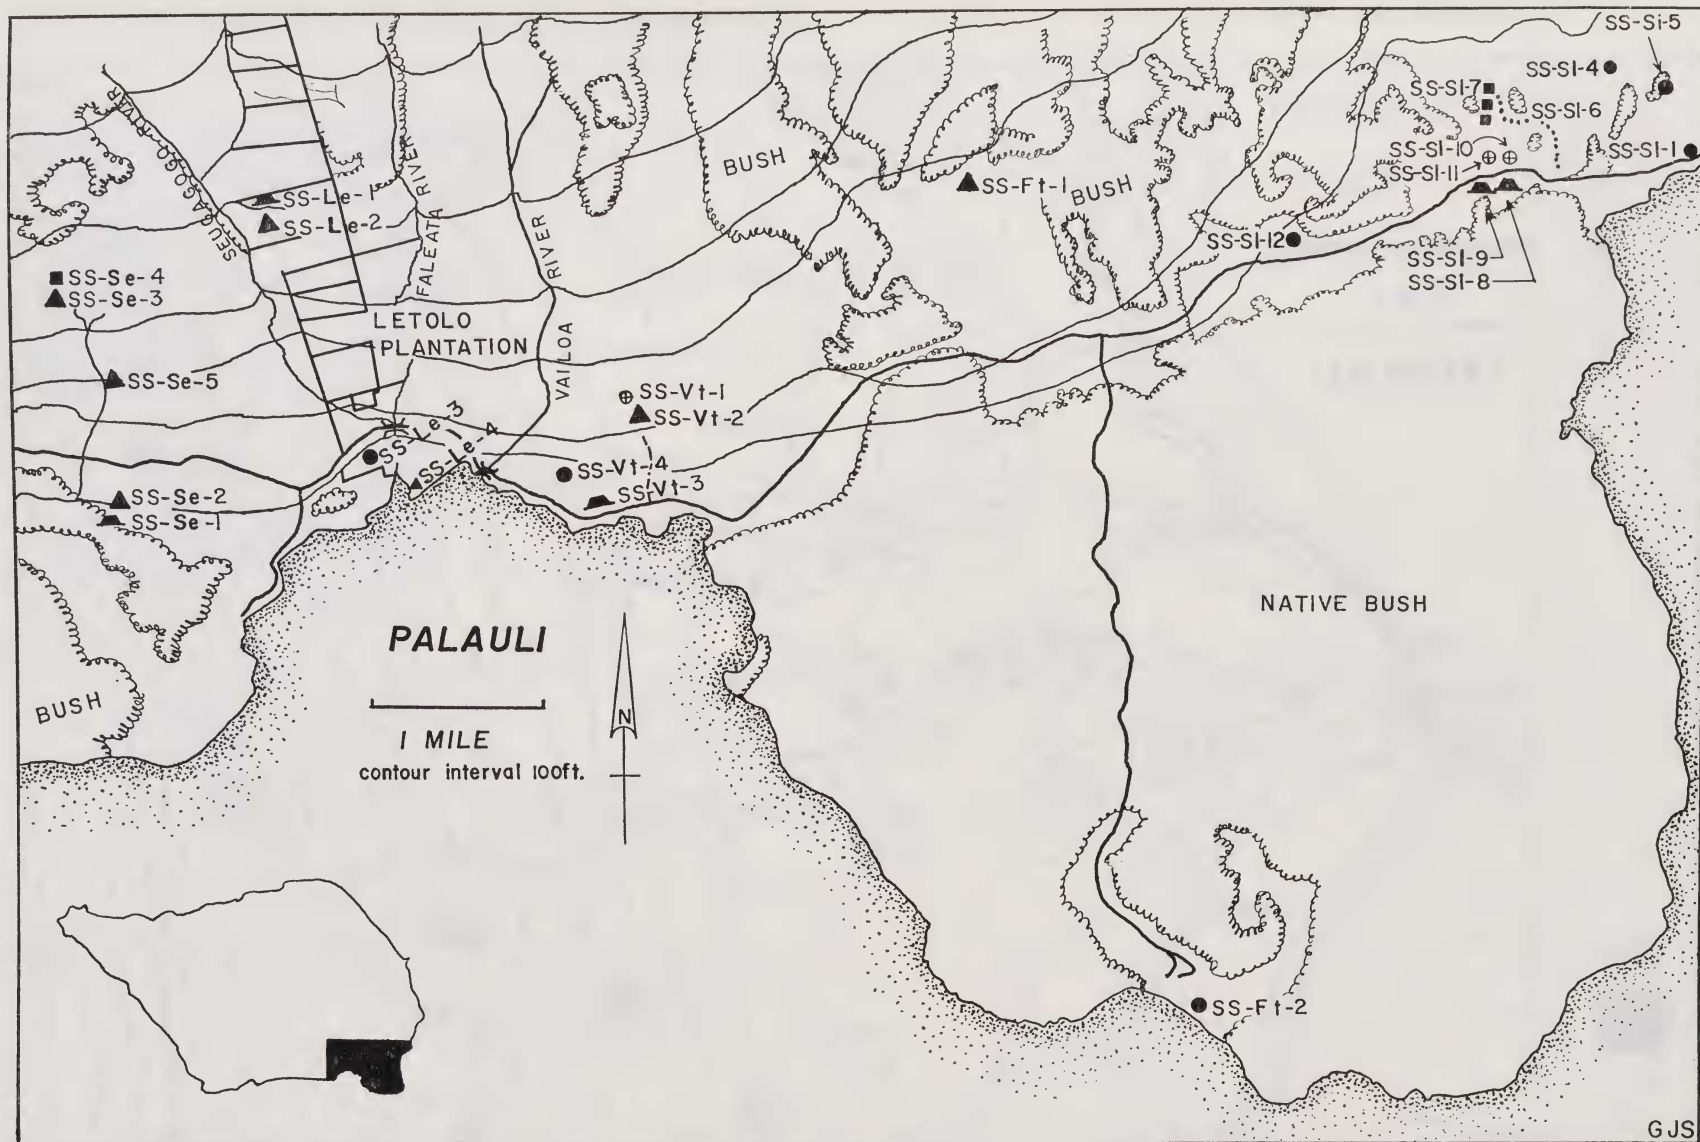 SS-Si-5
SS-SI-4
SS-SI-7
SS-SI-6
SS-SI-10
SS-SI-1
SS-SI-11
BUSH
SS-Ft-1
BUSH
SS-Le-1
SS-Le-2
SEUGAGOGO RIVAR
FALEATA RIVER
VAILOA RIVER
SS-SI-12
SS-SI-9
SS-SI-8
SS-Se-4
SS-Se-3
LETOLO
PLANTATION
SS-Se-5
SS-Vt-1
SS-Vt-2
SS-Le-3
SS-Le-4
SS-Vt-4
SS-Vt-3
SS-Se-2
SS-Se-1
NATIVE BUSH
PALAULI
BUSH
N
1 MILE
contour interval 100ft.
SS-Ft-2
GJS